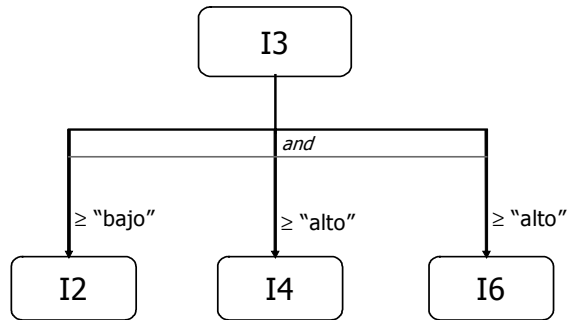 I3
and
≥ “bajo”
≥ “alto”
≥ “alto”
I2
I4
I6